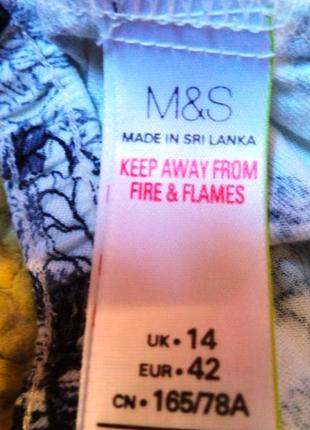 M&S
MADE IN SRI LANKA
KEEP AWAY FROM
FIRE & FLAMES
UK • 14
EUR • 42
CN • 165/78A